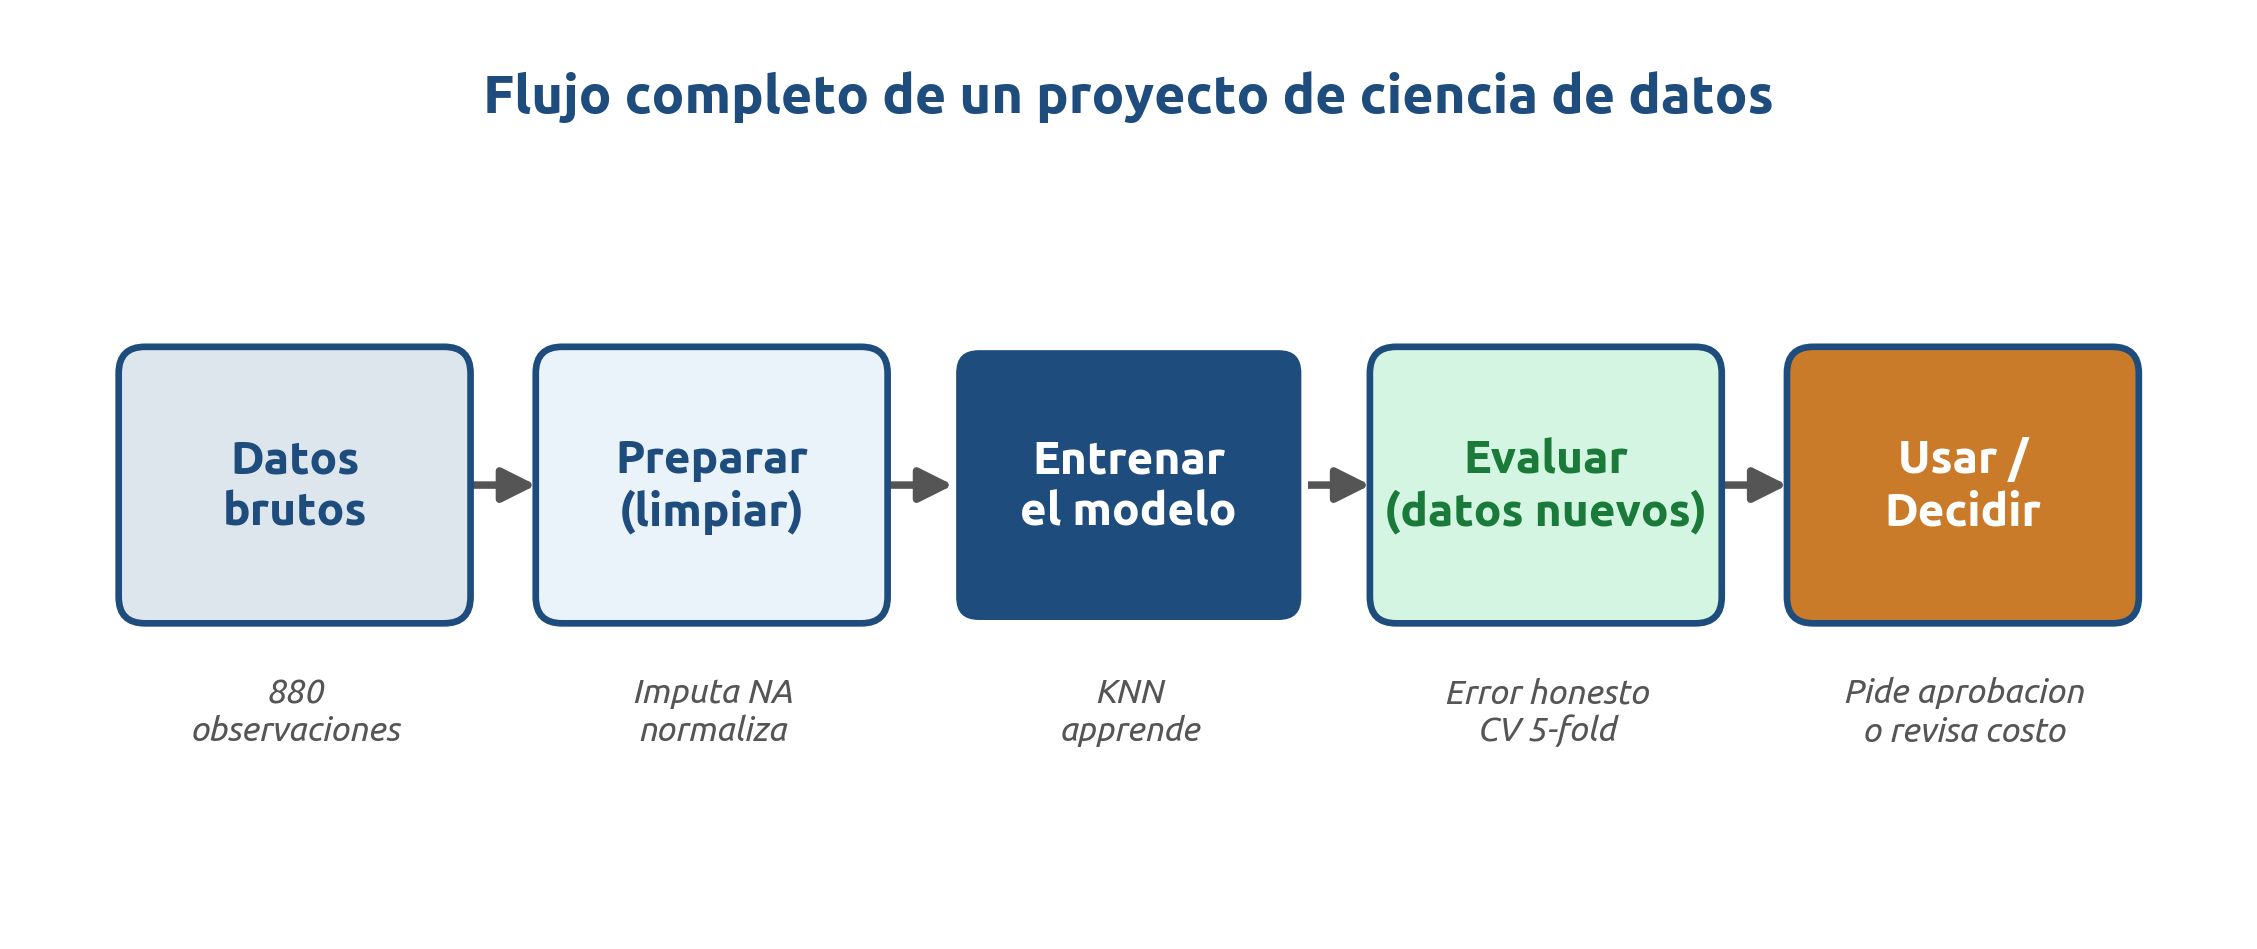 Flujo completo de un proyecto de ciencia de datos
Datos
brutos
Preparar
(limpiar)
Entrenar
el modelo
Evaluar
(datos nuevos)
Usar /
Decidir
880
observaciones
Imputa NA
normaliza
KNN
aprende
Error honesto
CV 5-fold
Pide aprobacion
o revisa costo